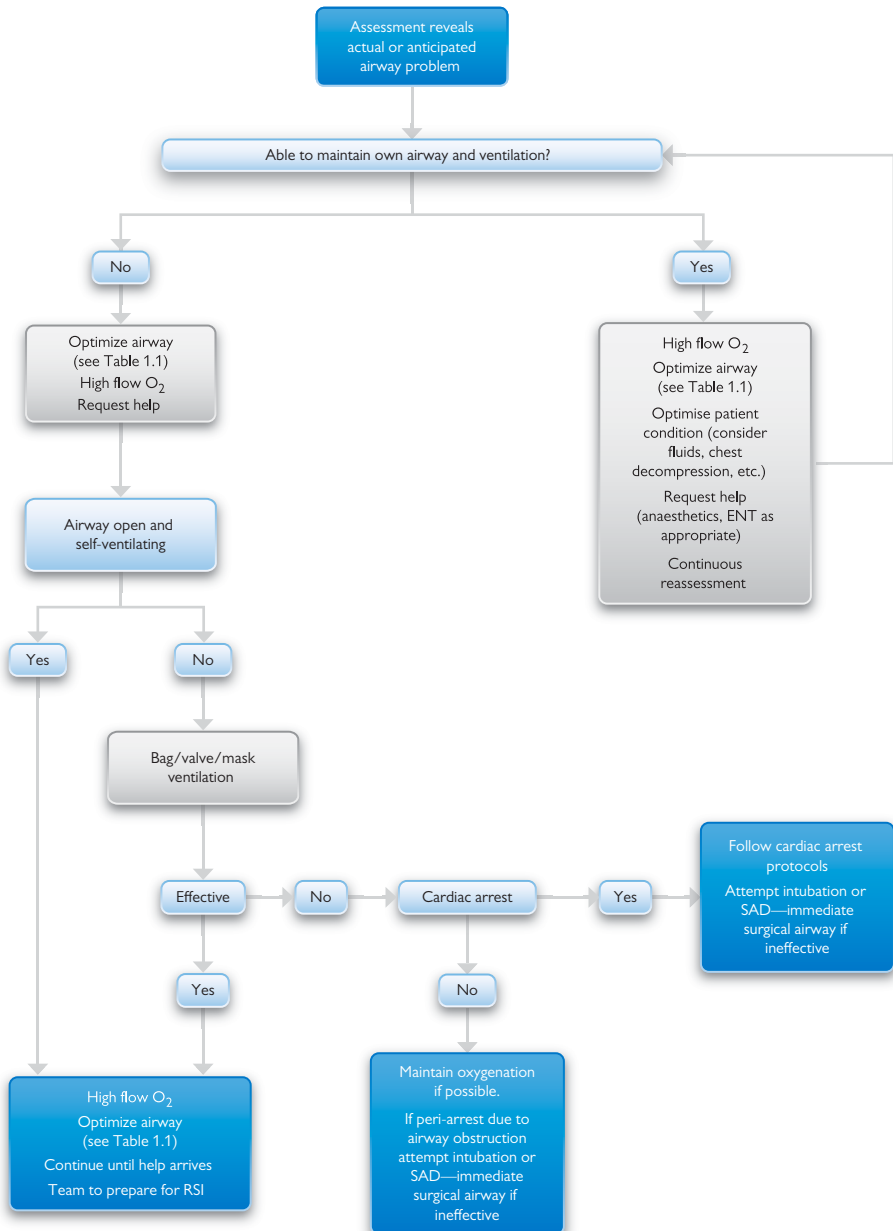 Assessment reveals
actual or anticipated
airway problem
Able to maintain own airway and ventilation?
No
Yes
Optimize airway
(see Table 1.1)
High flow O2
Request help
High flow O2
Optimize airway
(see Table 1.1)
Optimise patient
condition (consider
fluids, chest
decompression, etc.)
Request help
(anaesthetics, ENT as
appropriate)
Continuous
reassessment
Airway open and
self-ventilating
Yes
No
Bag/valve/mask
ventilation
Effective
No
Cardiac arrest
Yes
Follow cardiac arrest
protocols
Attempt intubation or
SAD—immediate
surgical airway if
ineffective
Yes
No
High flow O2
Optimize airway
(see Table 1.1)
Continue until help arrives
Team to prepare for RSI
Maintain oxygenation
if possible.
If peri-arrest due to
airway obstruction
attempt intubation or
SAD—immediate
surgical airway if
ineffective